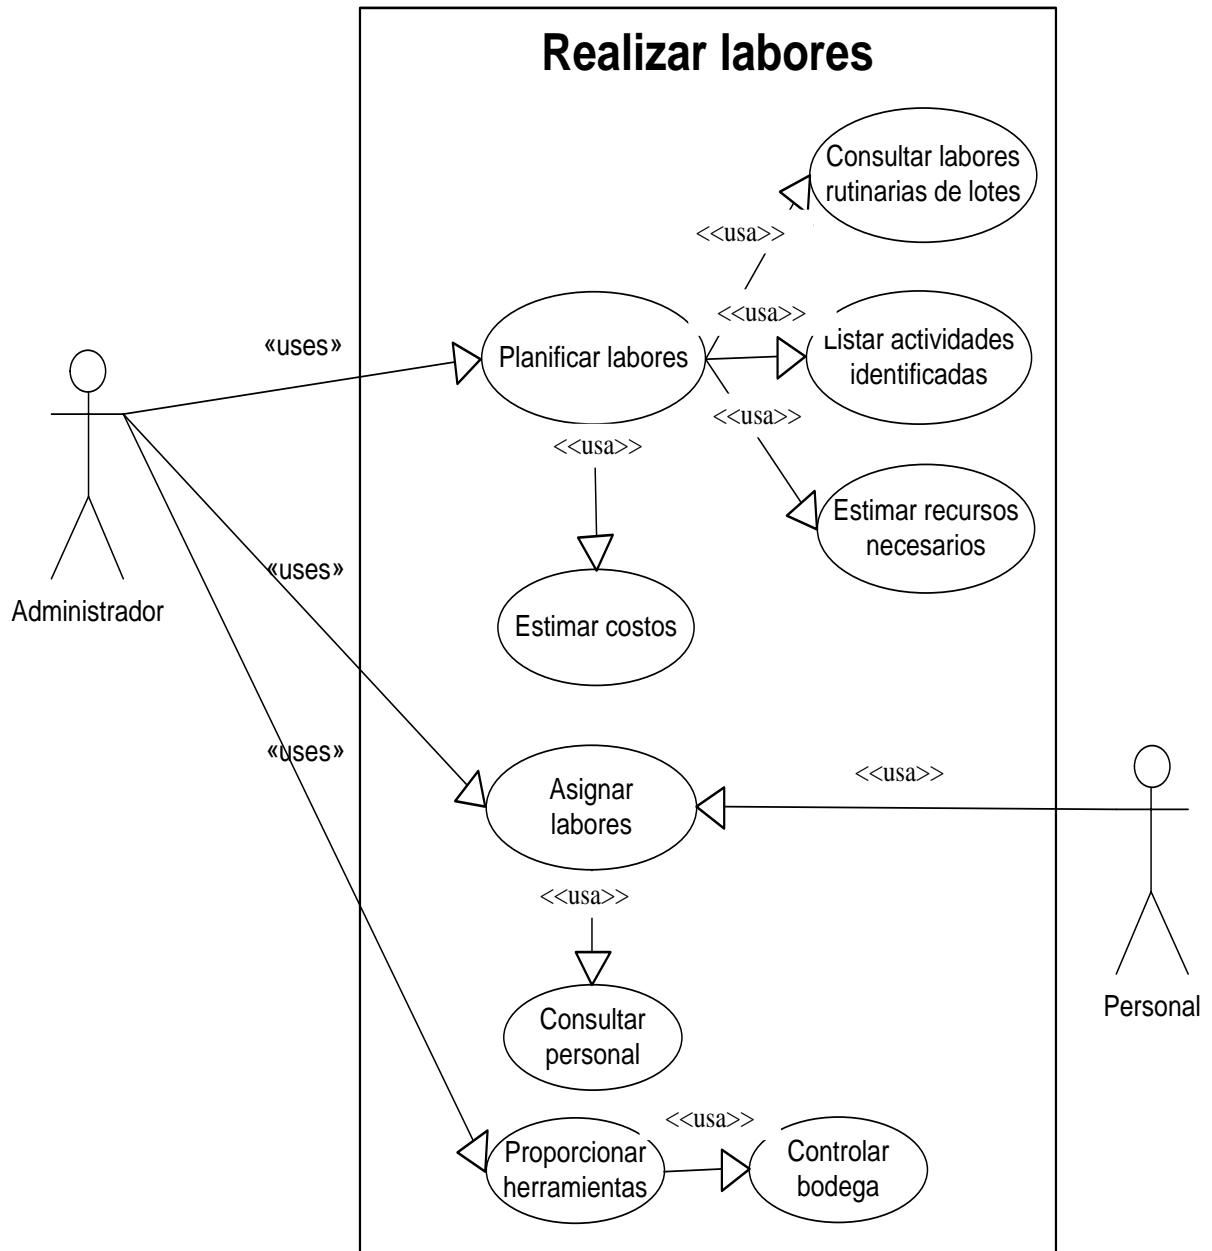 Realizar labores
Consultar labores
rutinarias de lotes
<<usa>>
<<usa>>
«uses»
Planificar labores
Listar actividades
identificadas
<<usa>>
<<usa>>
Estimar recursos
necesarios
«uses»
Administrador
Estimar costos
«uses»
<<usa>>
Asignar
labores
<<usa>>
Personal
Consultar
personal
<<usa>>
Proporcionar
herramientas
Controlar
bodega